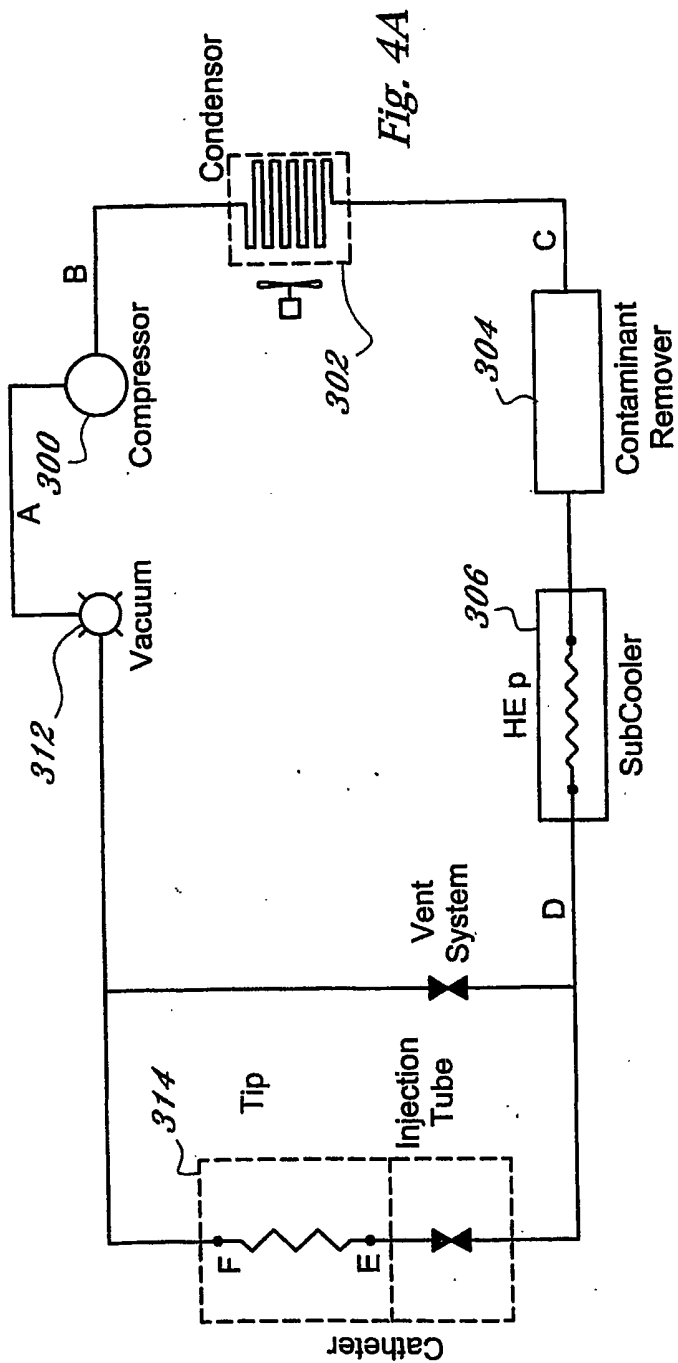 Fig. 4A
A
B
Condensor
300
Compressor
302
C
304
Contaminant
Remover
312
Vacuum
306
HE p
SubCooler
D
Vent
System
314
Tip
Injection
Tube
F
E
Catheter